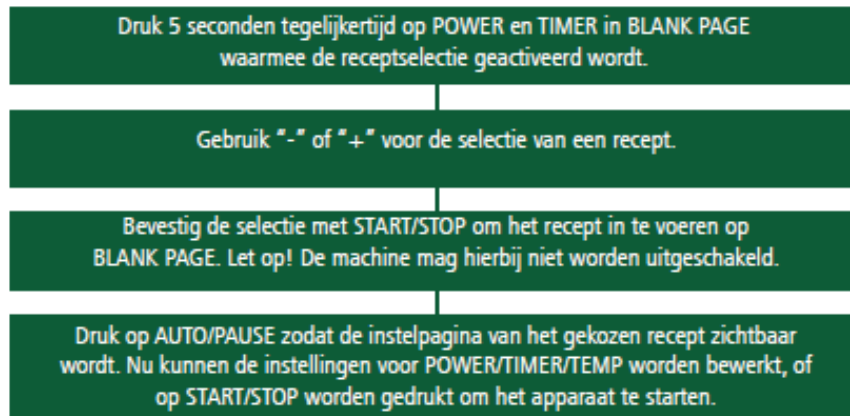 Druk 5 seconden tegelijkertijd op POWER en TIMER in BLANK PAGE
waarmee de receptselectie geactiveerd wordt.
Gebruik "-" of "+" voor de selectie van een recept.
Bevestig de selectie met START/STOP om het recept in te voeren op
BLANK PAGE. Let op! De machine mag hierbij niet worden uitgeschakeld.
Druk op AUTO/PAUSE zodat de instelpagina van het gekozen recept zichtbaar
wordt. Nu kunnen de instellingen voor POWER/TIMER/TEMP worden bewerkt, of
op START/STOP worden gedrukt om het apparaat te starten.